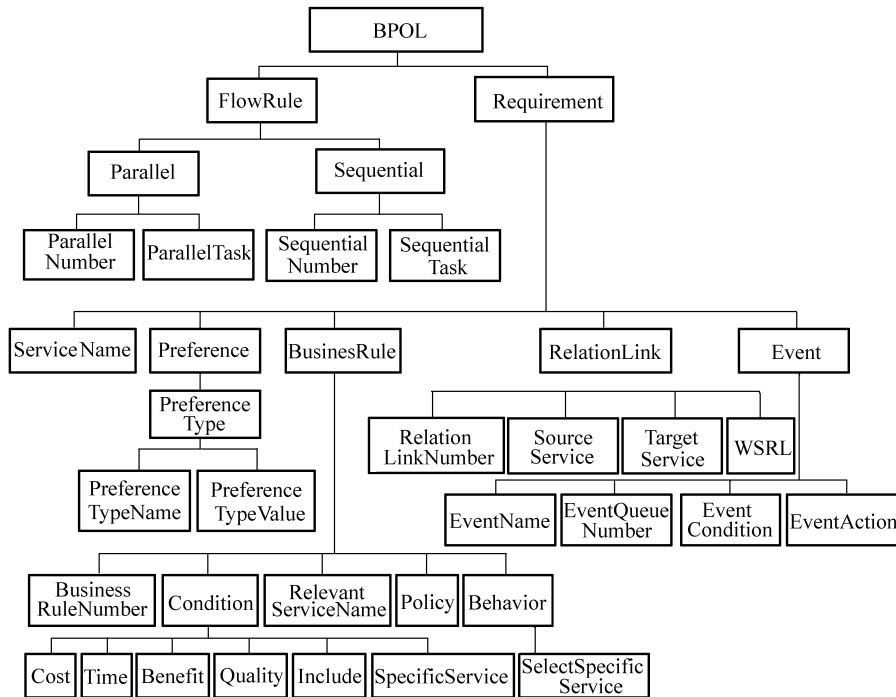 BPOL
FlowRule
Requirement
Parallel
Sequential
Parallel
Number
ParallelTask
Sequential
Number
Sequential
Task
ServiceName
Preference
BusinesRule
RelationLink
Event
Preference
Type
Relation
LinkNumber
Source
Service
Target
Service
WSRL
Preference
TypeName
Preference
TypeValue
EventName
EventQueue
Number
Event
Condition
EventAction
Business
RuleNumber
Condition
Relevant
ServiceName
Policy
Behavior
Cost
Time
Benefit
Quality
Include
SpecificService
SelectSpecific
Service